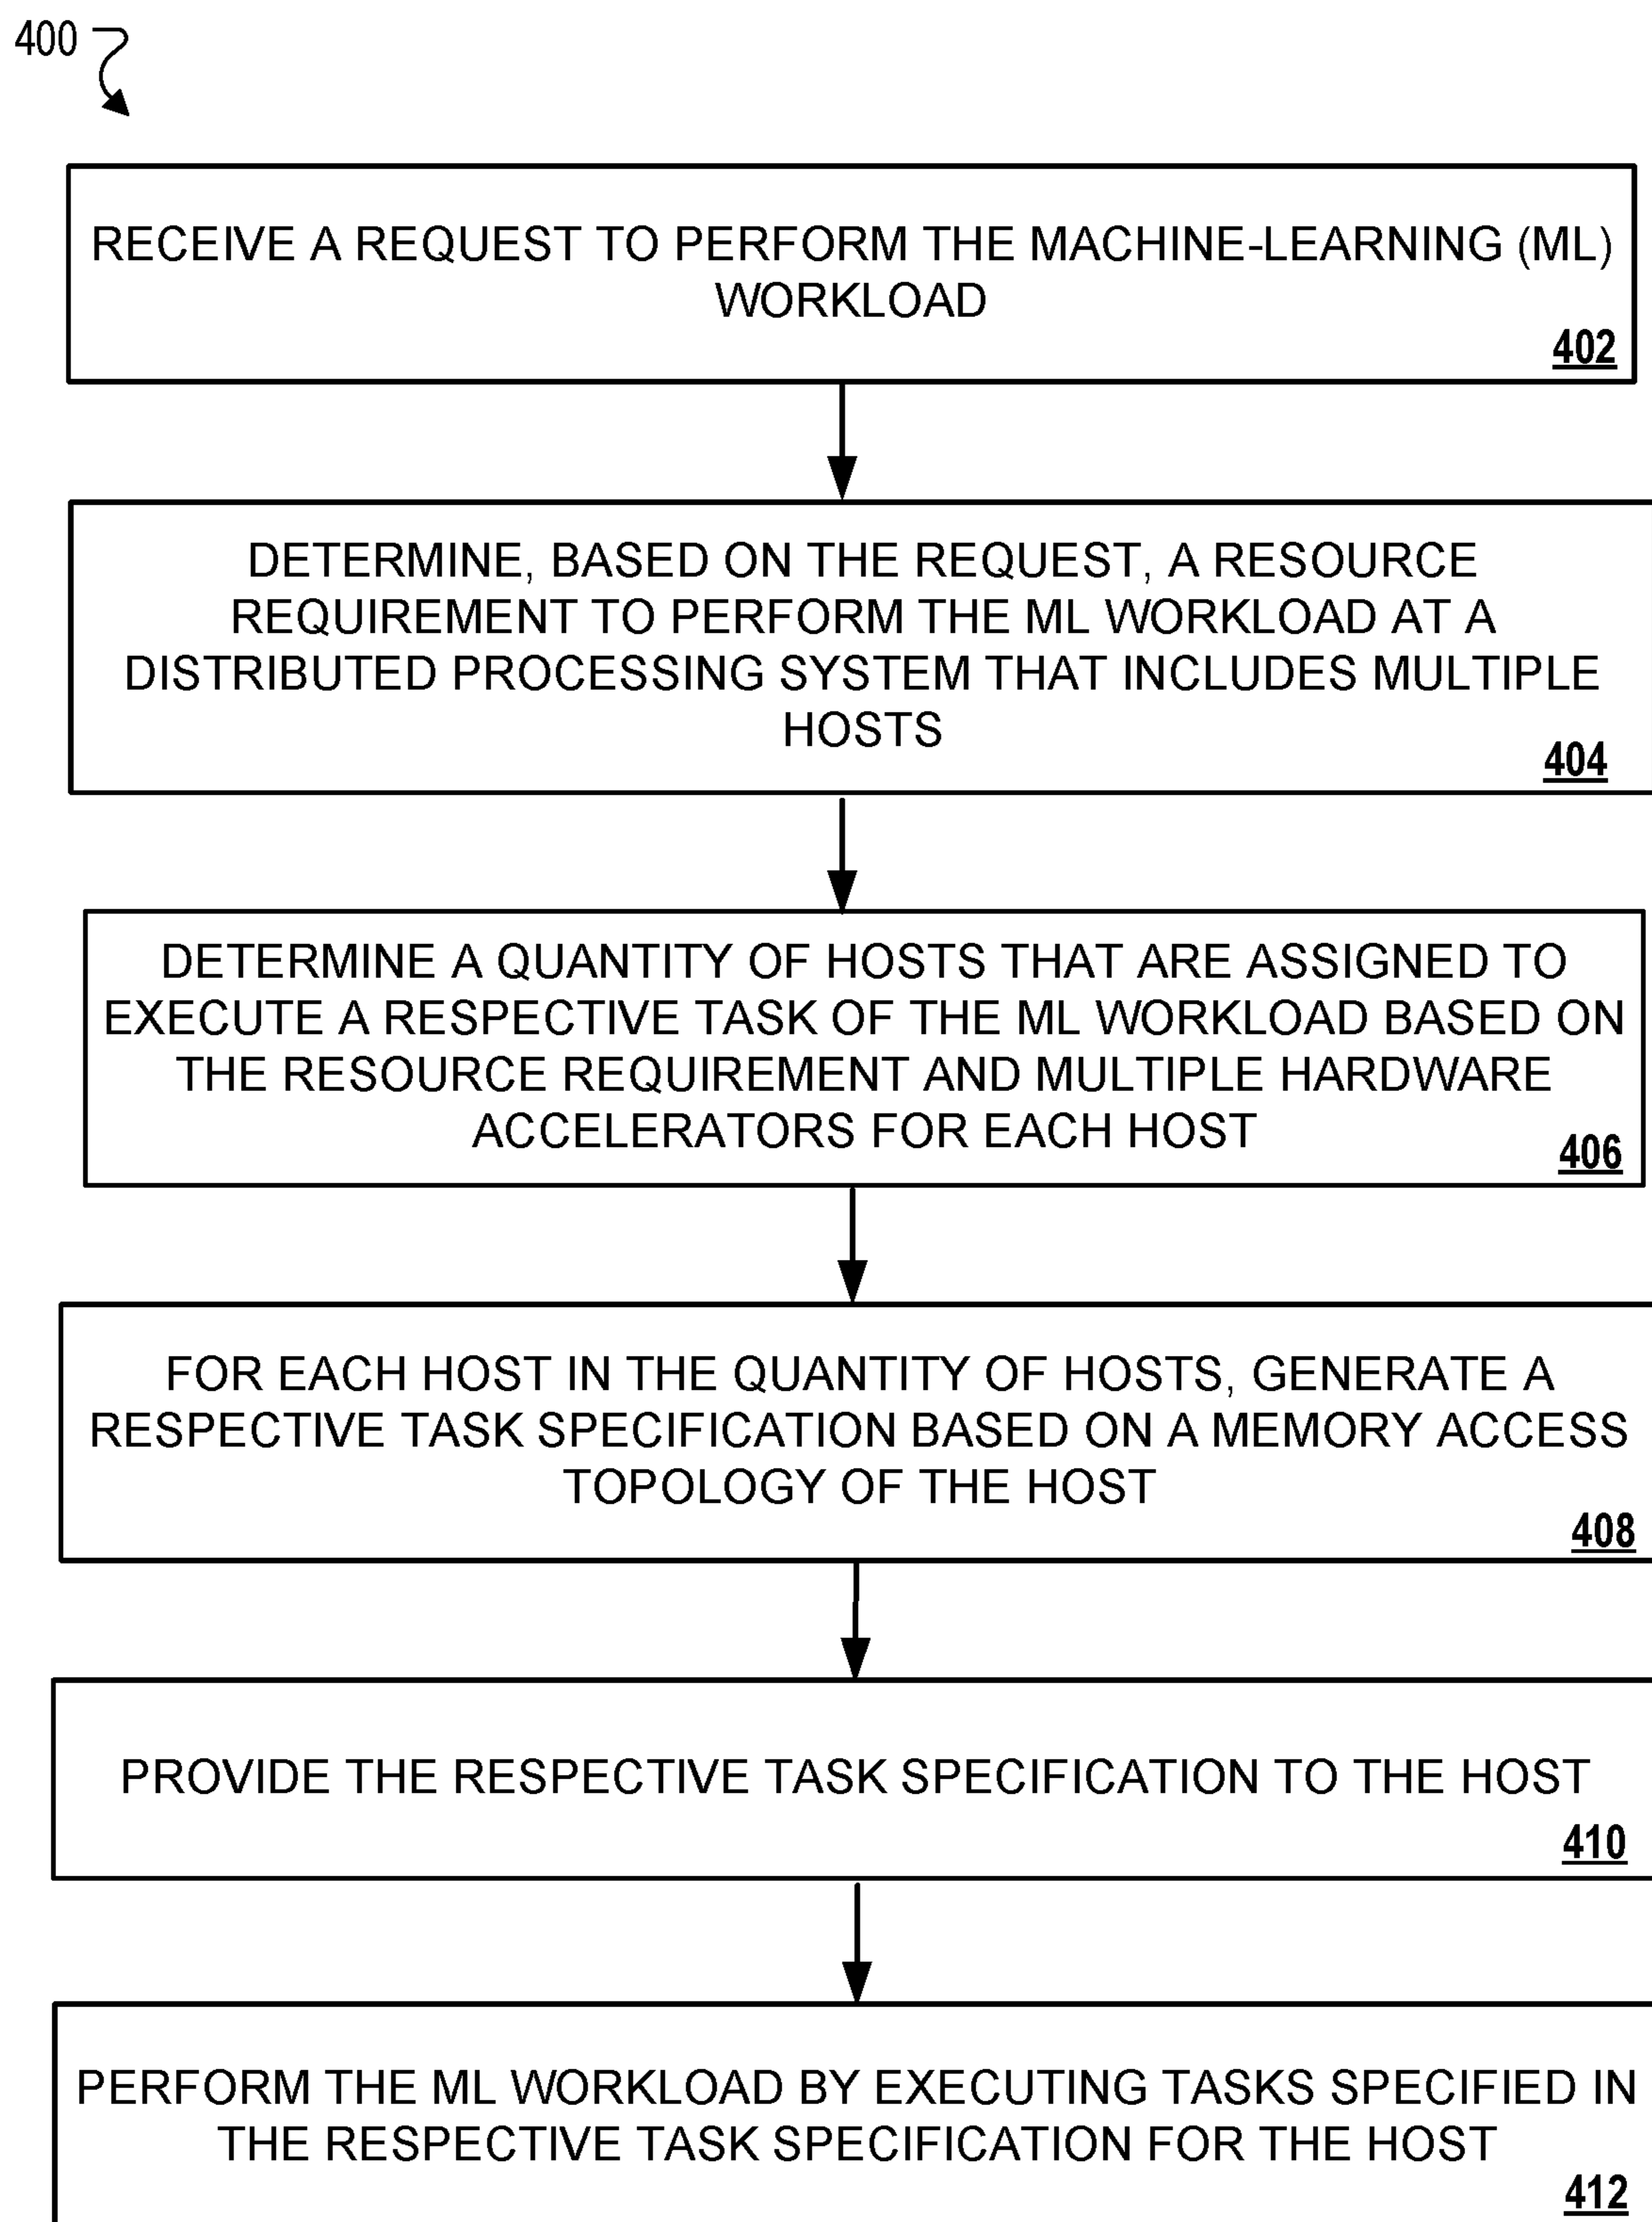 400
RECEIVE A REQUEST TO PERFORM THE MACHINE-LEARNING (ML)
WORKLOAD
402
DETERMINE, BASED ON THE REQUEST, A RESOURCE
REQUIREMENT TO PERFORM THE ML WORKLOAD AT A
DISTRIBUTED PROCESSING SYSTEM THAT INCLUDES MULTIPLE
HOSTS
404
DETERMINE A QUANTITY OF HOSTS THAT ARE ASSIGNED TO
EXECUTE A RESPECTIVE TASK OF THE ML WORKLOAD BASED ON
THE RESOURCE REQUIREMENT AND MULTIPLE HARDWARE
ACCELERATORS FOR EACH HOST
406
FOR EACH HOST IN THE QUANTITY OF HOSTS, GENERATE A
RESPECTIVE TASK SPECIFICATION BASED ON A MEMORY ACCESS
TOPOLOGY OF THE HOST
408
PROVIDE THE RESPECTIVE TASK SPECIFICATION TO THE HOST
410
PERFORM THE ML WORKLOAD BY EXECUTING TASKS SPECIFIED IN
THE RESPECTIVE TASK SPECIFICATION FOR THE HOST
412